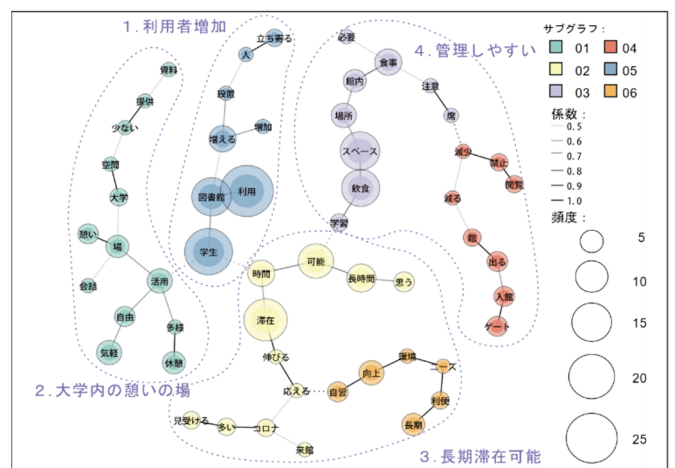 1.利用者増加
立ち寄る
人
設置
増える
増加
図書館
利用
学生
資料
提供
少ない
空間
大学
憩い
場
会話
活用
自由
多様
気軽
休憩
2.大学内の憩いの場
必要
食事
館内
注意
場所
席
スペース
飲食
学習
減少
禁止
閲覧
減る
館
出る
入館
ゲート
4.管理しやすい
可能
時間
長時間
思う
滞在
伸びる
応える
見受ける
多い
コロナ
来館
自習
向上
環境
ニーズ
利便
長期
3.長期滞在可能
サブグラフ:
01 04
02 05
03 06
係数:
0.5
0.6
0.7
0.8
0.9
1.0
頻度:
5
10
15
20
25